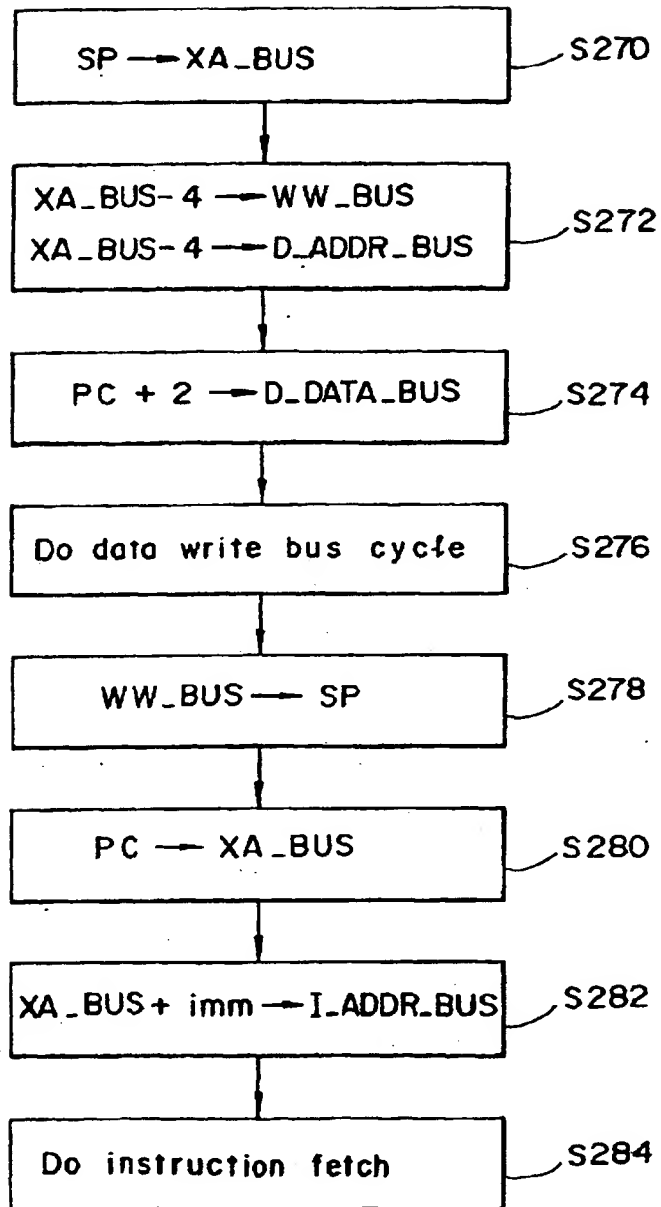 SP → XA_BUS
S270
XA_BUS-4 → WW_BUS
XA_BUS-4 → D_ADDR_BUS
S272
PC + 2 → D_DATA_BUS
S274
Do data write bus cycle
S276
WW_BUS → SP
S278
PC → XA_BUS
S280
XA_BUS + imm → I_ADDR_BUS
S282
Do instruction fetch
S284